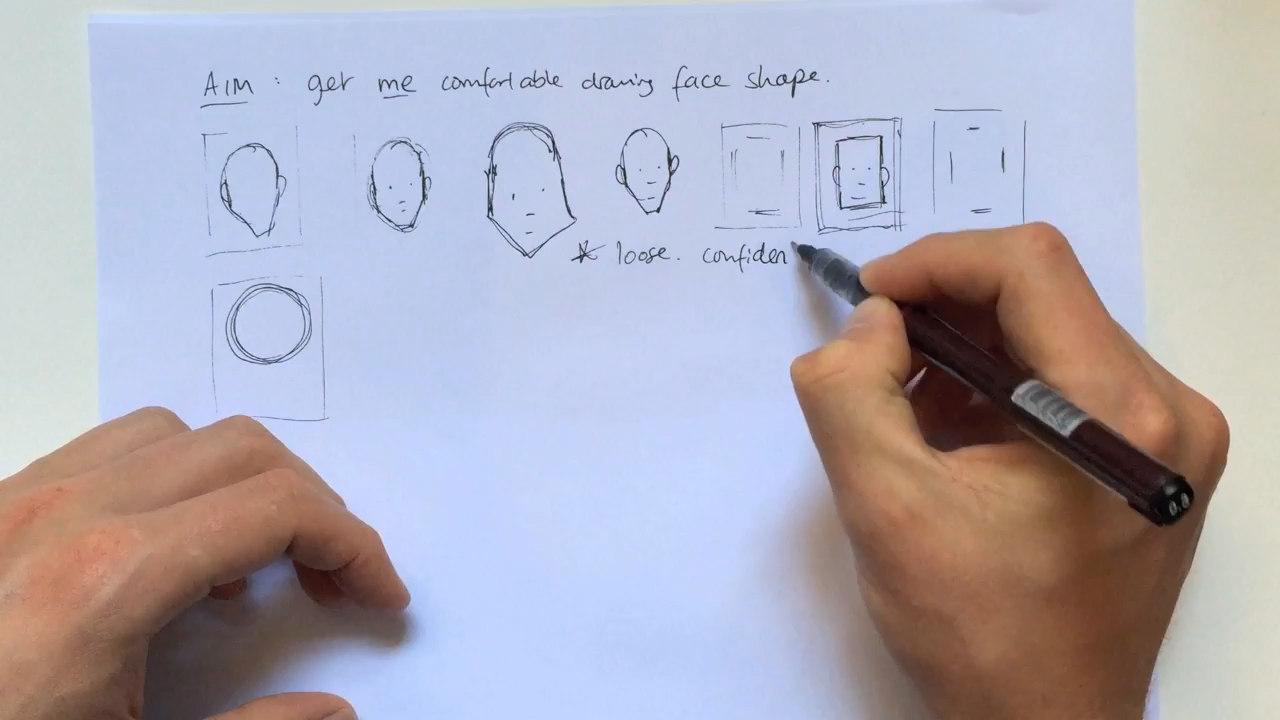 AIM : get me comfortable drawing face shape.
* loose. confiden